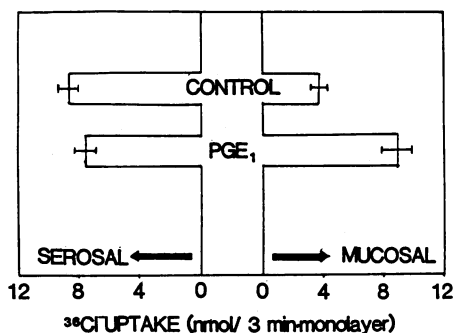 CONTROL
PGE₁
SEROSAL MUCOSAL
12 8 4 0 0 4 8 12
³⁶Cl⁻UPTAKE (nmol/ 3 min-monolayer)